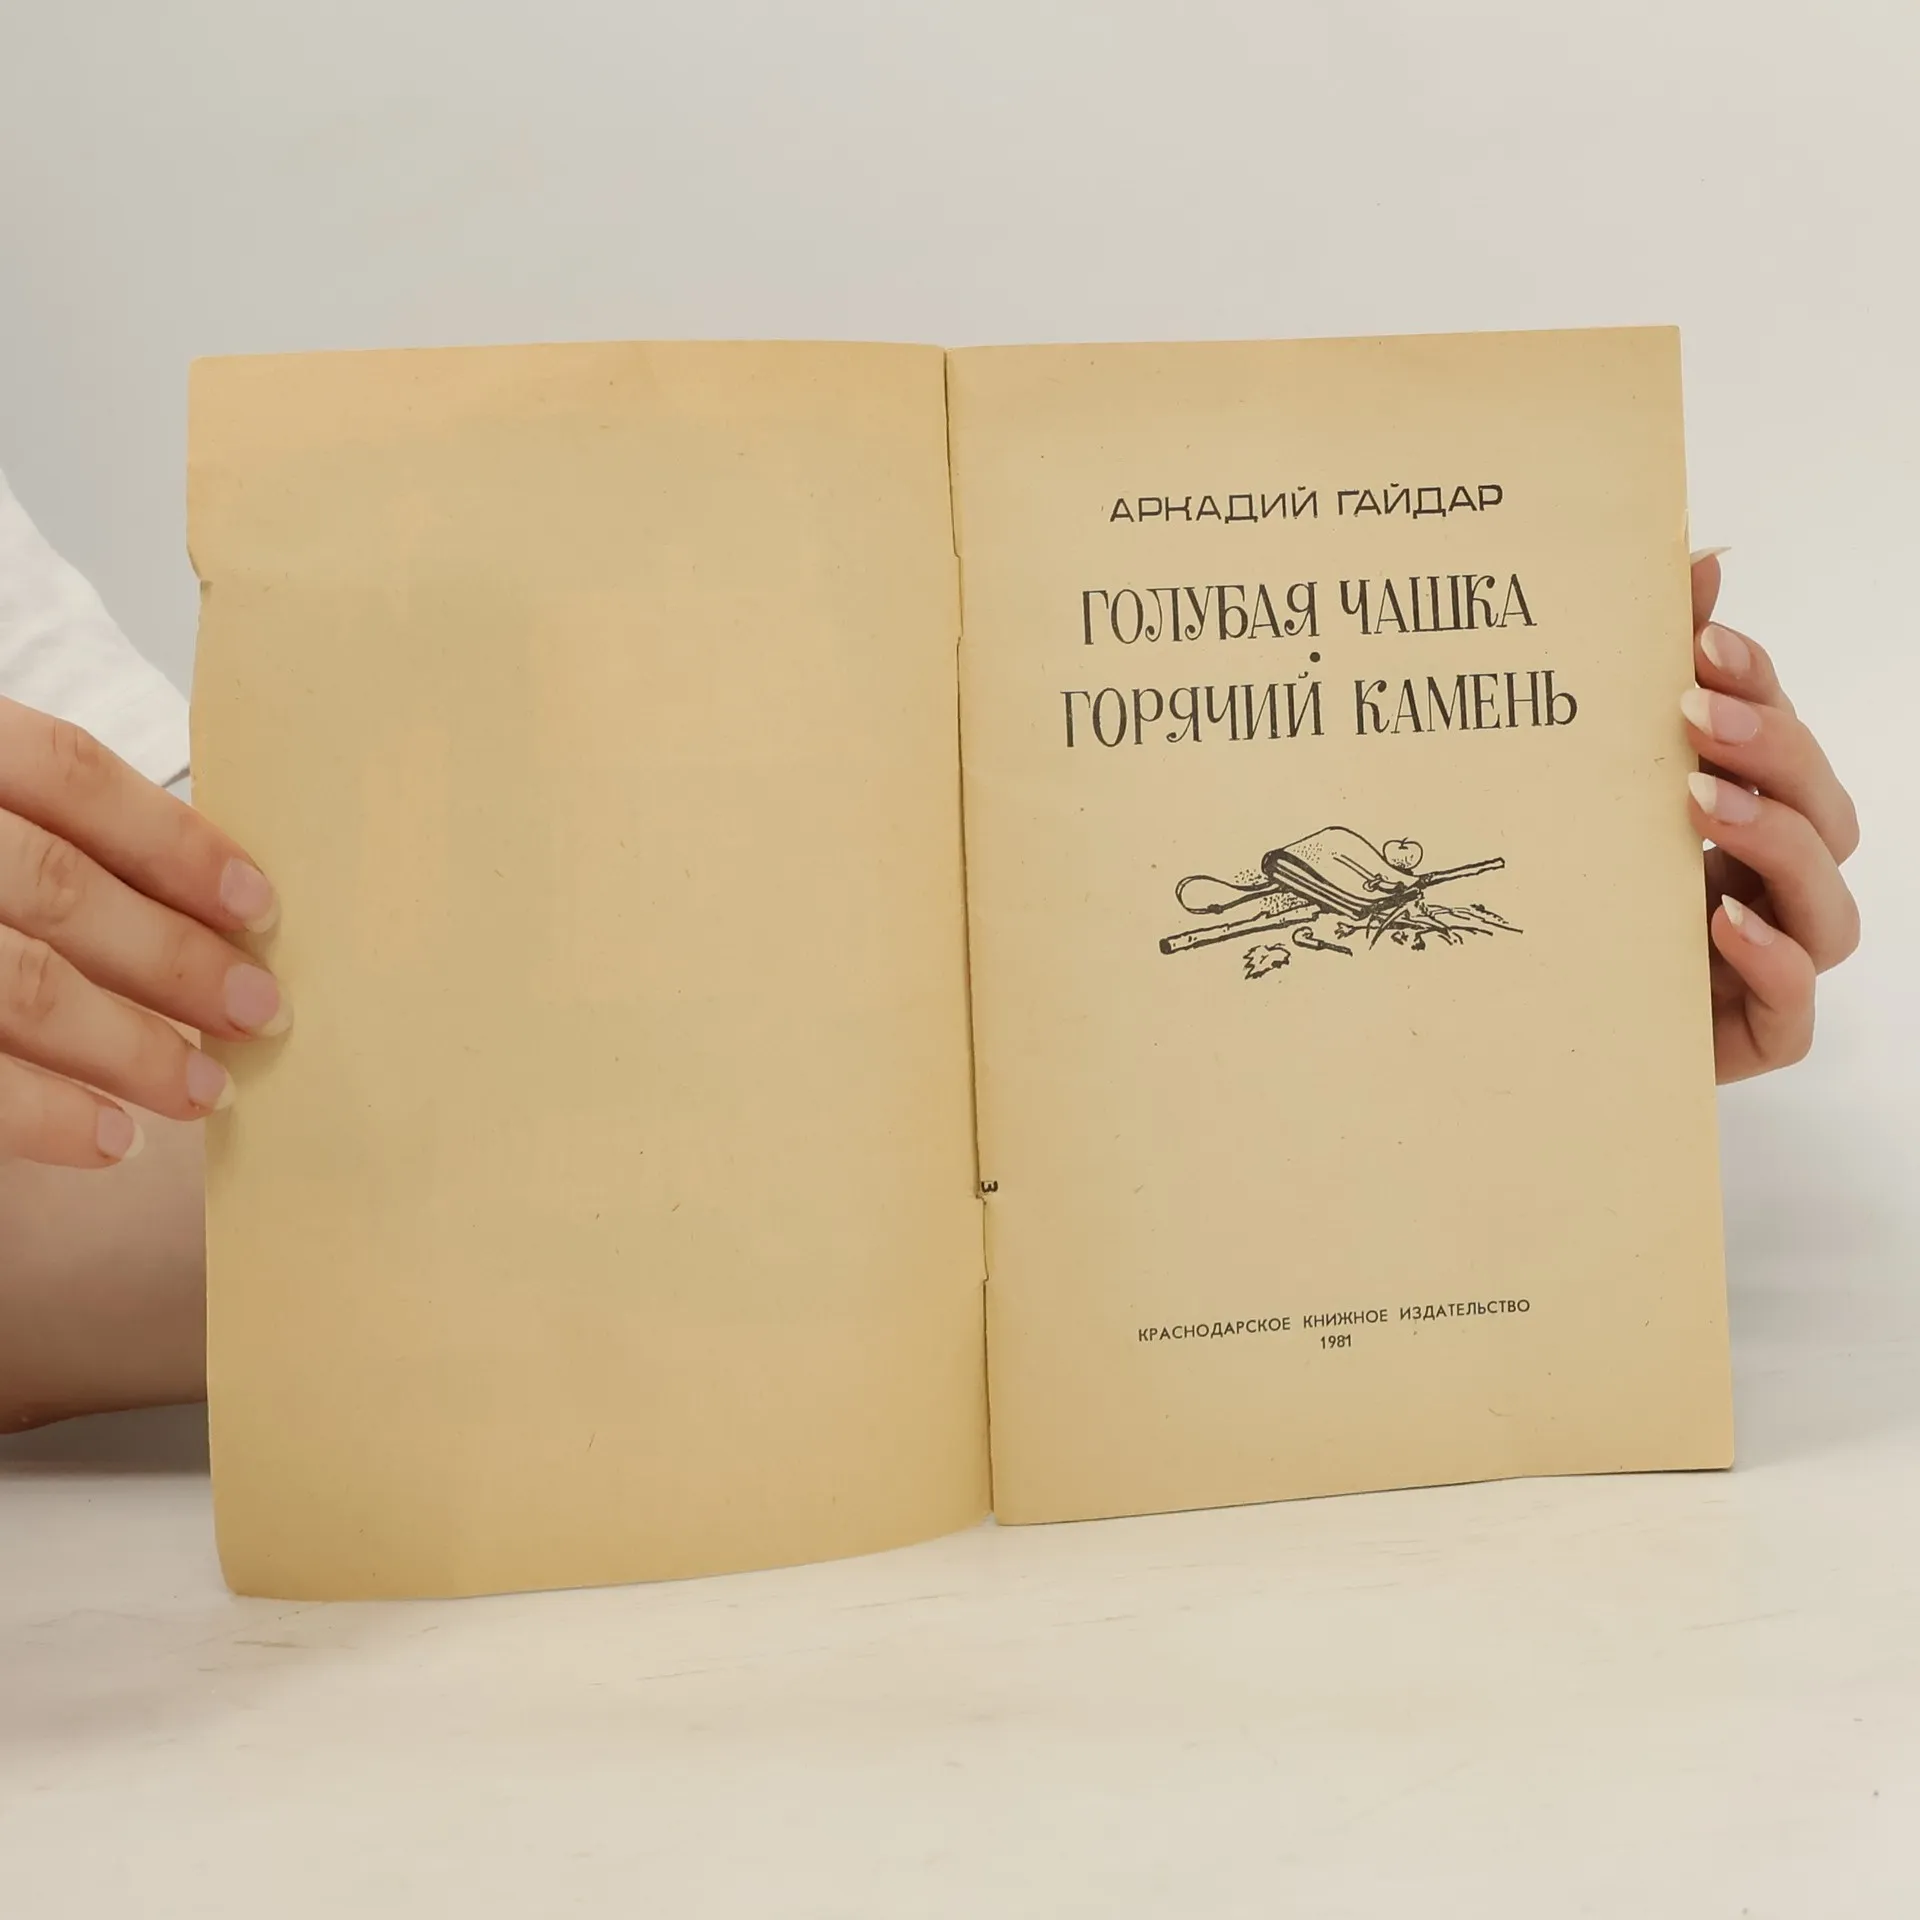 АРКАДИЙ ГАЙДАР
ГОЛУБАЯ ЧАШКА
•
ГОРЯЧИЙ КАМЕНЬ
КРАСНОДАРСКОЕ КНИЖНОЕ ИЗДАТЕЛЬСТВО
1981